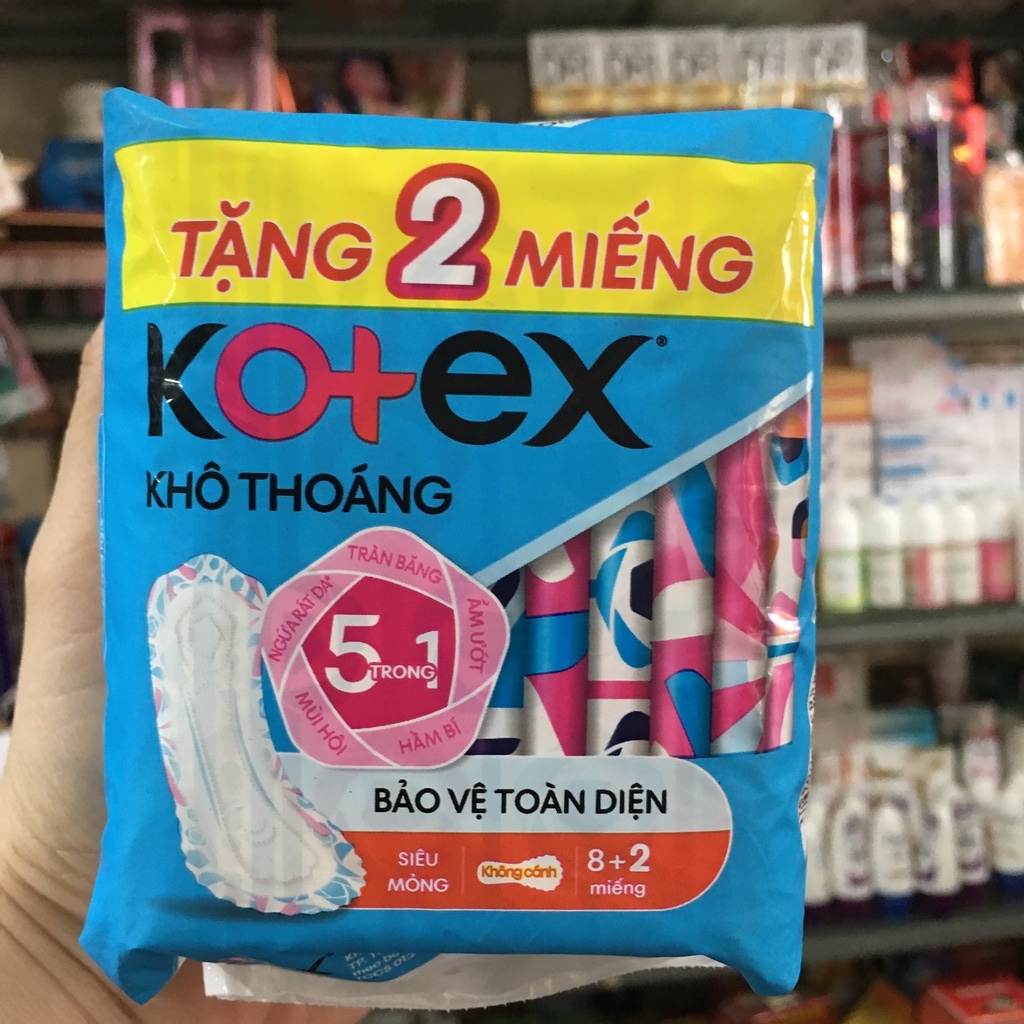 TẶNG 2 MIẾNG
Kotex®
KHÔ THOÁNG
TRÀN BĂNG
NGỨA RÁT DA*
ẨM ƯỚT
5 TRONG 1
MÙI HÔI
HẦM BÍ
BẢO VỆ TOÀN DIỆN
SIÊU
MỎNG
Không cánh
8+2
miếng